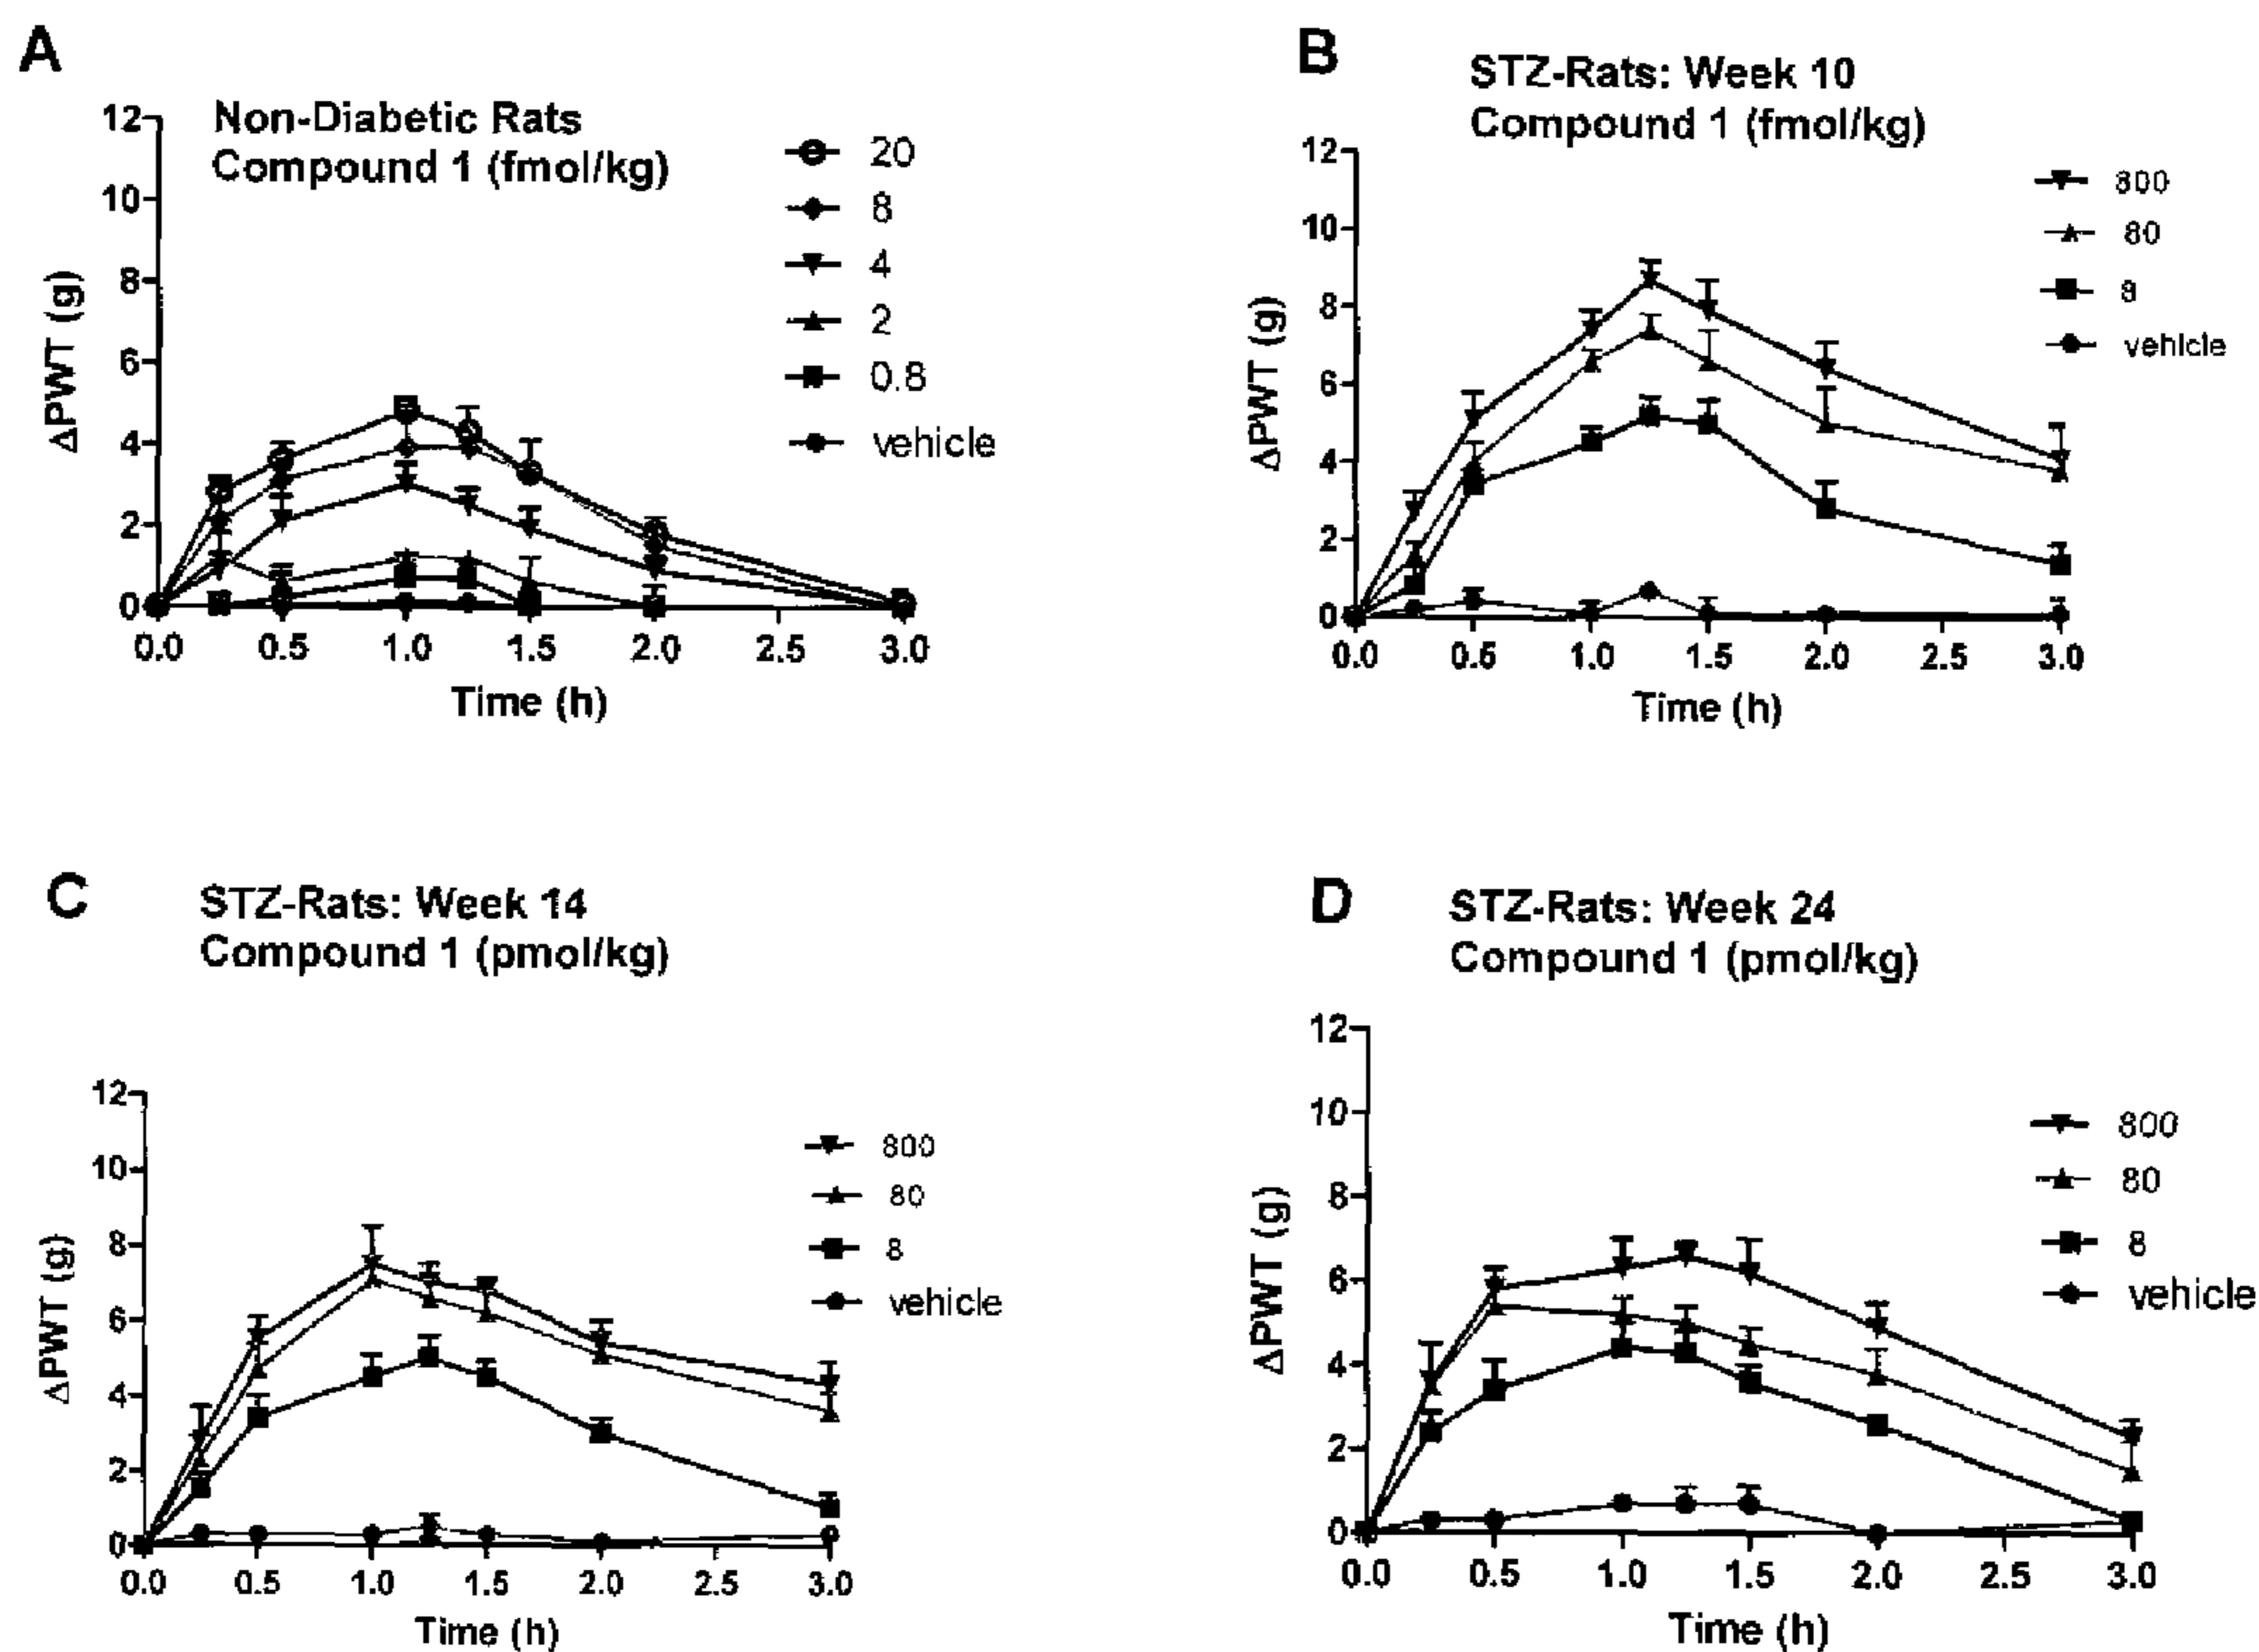 A
Non-Diabetic Rats
Compound 1 (fmol/kg)
12
10
8
6
4
2
0
ΔPWT (g)
0.0 0.5 1.0 1.5 2.0 2.5 3.0
Time (h)
20
8
4
2
0.8
vehicle
B
STZ-Rats: Week 10
Compound 1 (fmol/kg)
12
10
8
6
4
2
0
ΔPWT (g)
0.0 0.5 1.0 1.5 2.0 2.5 3.0
Time (h)
800
80
8
vehicle
C
STZ-Rats: Week 14
Compound 1 (pmol/kg)
12
10
8
6
4
2
0
ΔPWT (g)
0.0 0.5 1.0 1.5 2.0 2.5 3.0
Time (h)
800
80
8
vehicle
D
STZ-Rats: Week 24
Compound 1 (pmol/kg)
12
10
8
6
4
2
0
ΔPWT (g)
0.0 0.5 1.0 1.5 2.0 2.5 3.0
Time (h)
800
80
8
vehicle